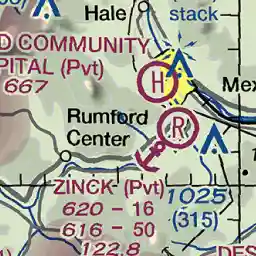 Hale
stack
D COMMUNITY
PITAL (Pvt)
667
H
Mex
Rumford
Center
R
ZINCK (Pvt)
620 - 16
616 - 50
122.8
1025
(315)
DES